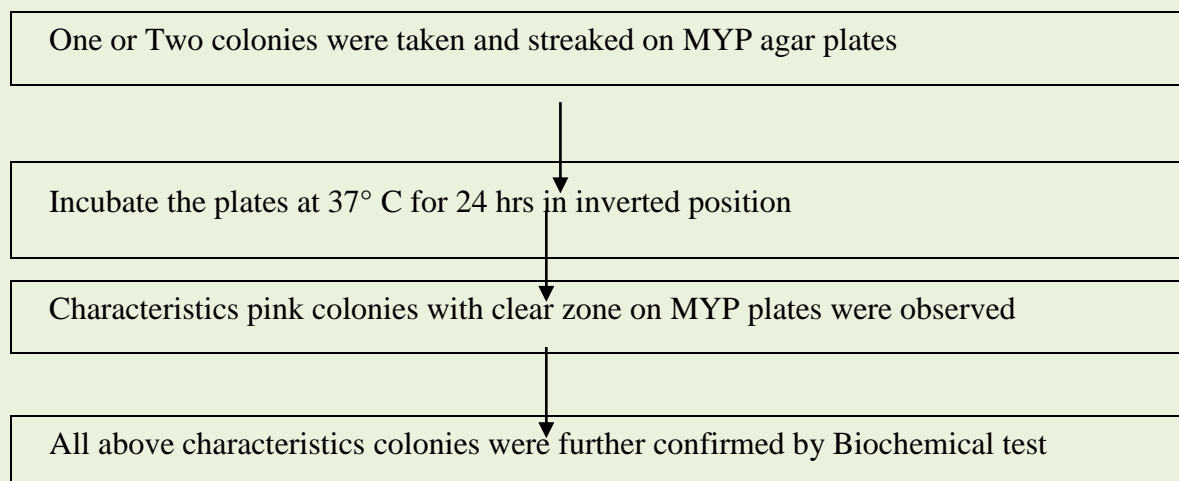 One or Two colonies were taken and streaked on MYP agar plates
Incubate the plates at 37° C for 24 hrs in inverted position
Characteristics pink colonies with clear zone on MYP plates were observed
All above characteristics colonies were further confirmed by Biochemical test